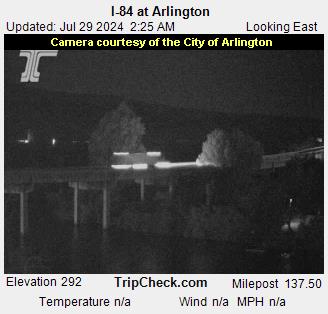 I-84 at Arlington
Updated: Jul 29 2024 2:25 AM Looking East
Camera courtesy of the City of Arlington
Elevation 292 TripCheck.com Milepost 137.50
Temperature n/a Wind n/a MPH n/a